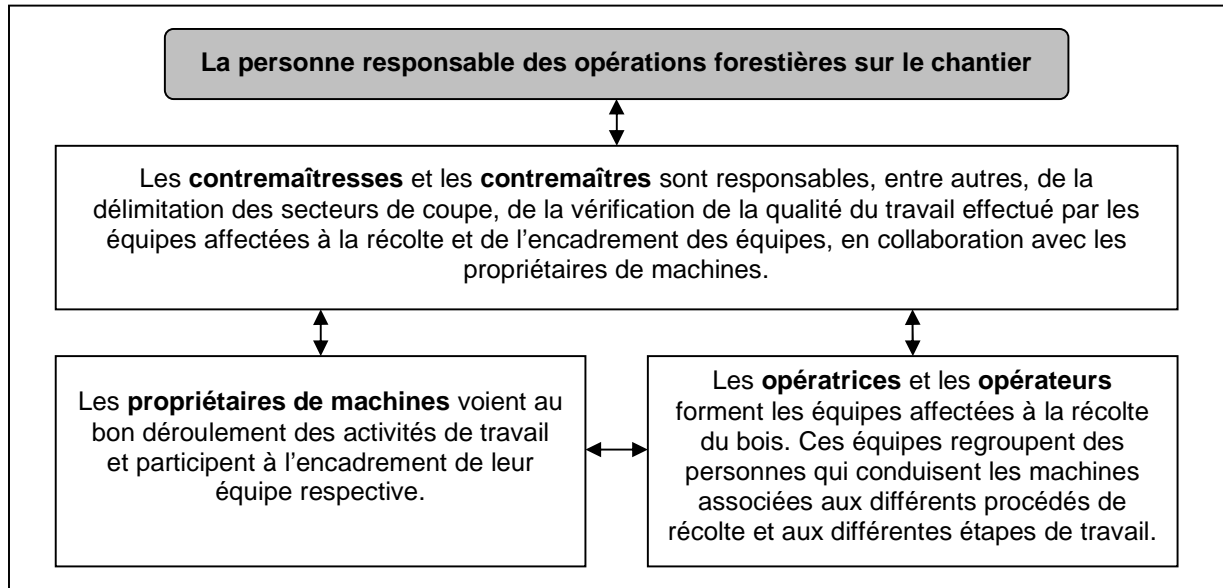 La personne responsable des opérations forestières sur le chantier
Les contremaîtresses et les contremaîtres sont responsables, entre autres, de la
délimitation des secteurs de coupe, de la vérification de la qualité du travail effectué par les
équipes affectées à la récolte et de l'encadrement des équipes, en collaboration avec les
propriétaires de machines.
Les propriétaires de machines voient au
bon déroulement des activités de travail
et participent à l'encadrement de leur
équipe respective.
Les opératrices et les opérateurs
forment les équipes affectées à la récolte
du bois. Ces équipes regroupent des
personnes qui conduisent les machines
associées aux différents procédés de
récolte et aux différentes étapes de travail.